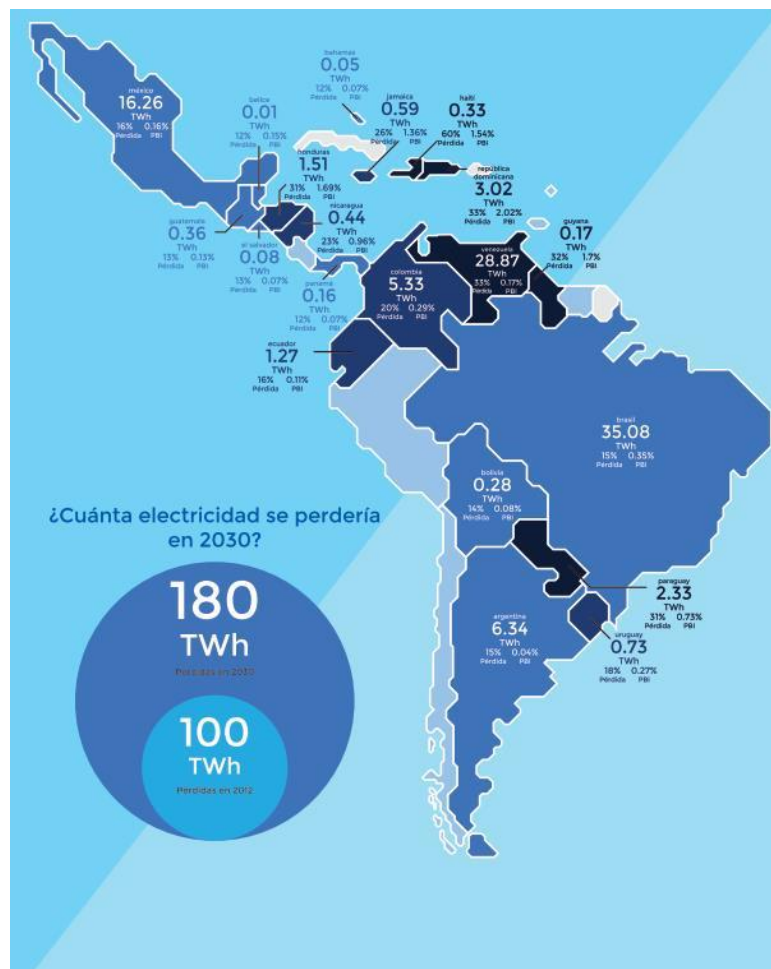 bahamas
0.05
TWh
12% 0.07%
Pérdida PBI
méxico
16.26
TWh
16% 0.16%
Pérdida PBI
belice
0.01
TWh
12% 0.15%
Pérdida PBI
jamaica
0.59
TWh
26% 1.36%
Pérdida PBI
haití
0.33
TWh
60% 1.54%
Pérdida PBI
honduras
1.51
TWh
31% 1.69%
Pérdida PBI
república
dominicana
3.02
TWh
33% 2.02%
Pérdida PBI
nicaragua
0.44
TWh
23% 0.96%
Pérdida PBI
guatemala
0.36
TWh
13% 0.13%
Pérdida PBI
el salvador
0.08
TWh
13% 0.07%
Pérdida PBI
guyana
0.17
TWh
32% 1.7%
Pérdida PBI
venezuela
28.87
TWh
33% 0.17%
Pérdida PBI
colombia
5.33
TWh
20% 0.29%
Pérdida PBI
panamá
0.16
TWh
12% 0.07%
Pérdida PBI
ecuador
1.27
TWh
16% 0.11%
Pérdida PBI
brasil
35.08
TWh
15% 0.35%
Pérdida PBI
bolivia
0.28
TWh
14% 0.08%
Pérdida PBI
¿Cuánta electricidad se perdería
en 2030?
180
TWh
Perdidas en 2030
100
TWh
Perdidas en 2012
paraguay
2.33
TWh
31% 0.73%
Pérdida PBI
argentina
6.34
TWh
15% 0.04%
Pérdida PBI
uruguay
0.73
TWh
18% 0.27%
Pérdida PBI